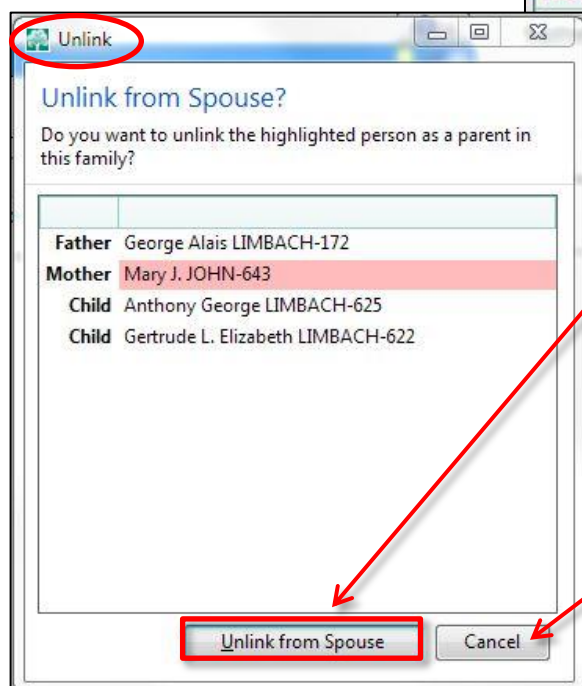 Unlink
Unlink from Spouse?
Do you want to unlink the highlighted person as a parent in
this family?
Father George Alais LIMBACH-172
Mother Mary J. JOHN-643
Child Anthony George LIMBACH-625
Child Gertrude L. Elizabeth LIMBACH-622
Unlink from Spouse Cancel